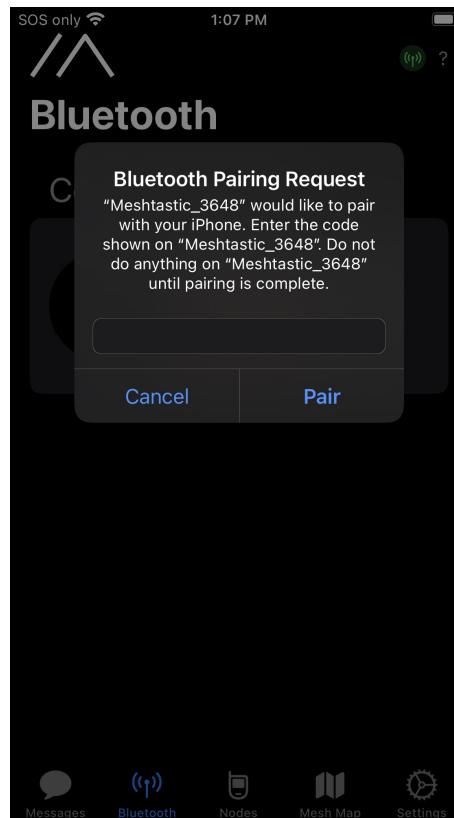 SOS only
1:07 PM
?
Bluetooth
C
Bluetooth Pairing Request
“Meshtastic_3648” would like to pair
with your iPhone. Enter the code
shown on “Meshtastic_3648”. Do not
do anything on “Meshtastic_3648”
until pairing is complete.
Cancel Pair
Messages Bluetooth Nodes Mesh Map Settings